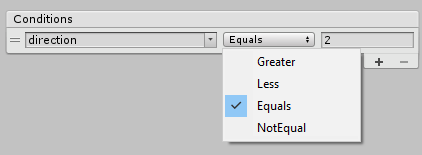 Conditions
direction Equals 2
Greater
Less
Equals
NotEqual